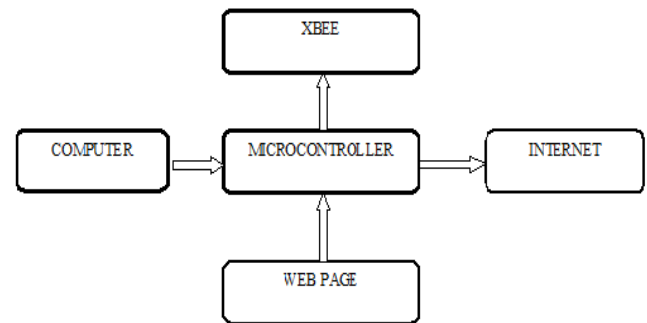 XBEE
COMPUTER
MICROCONTROLLER
INTERNET
WEB PAGE